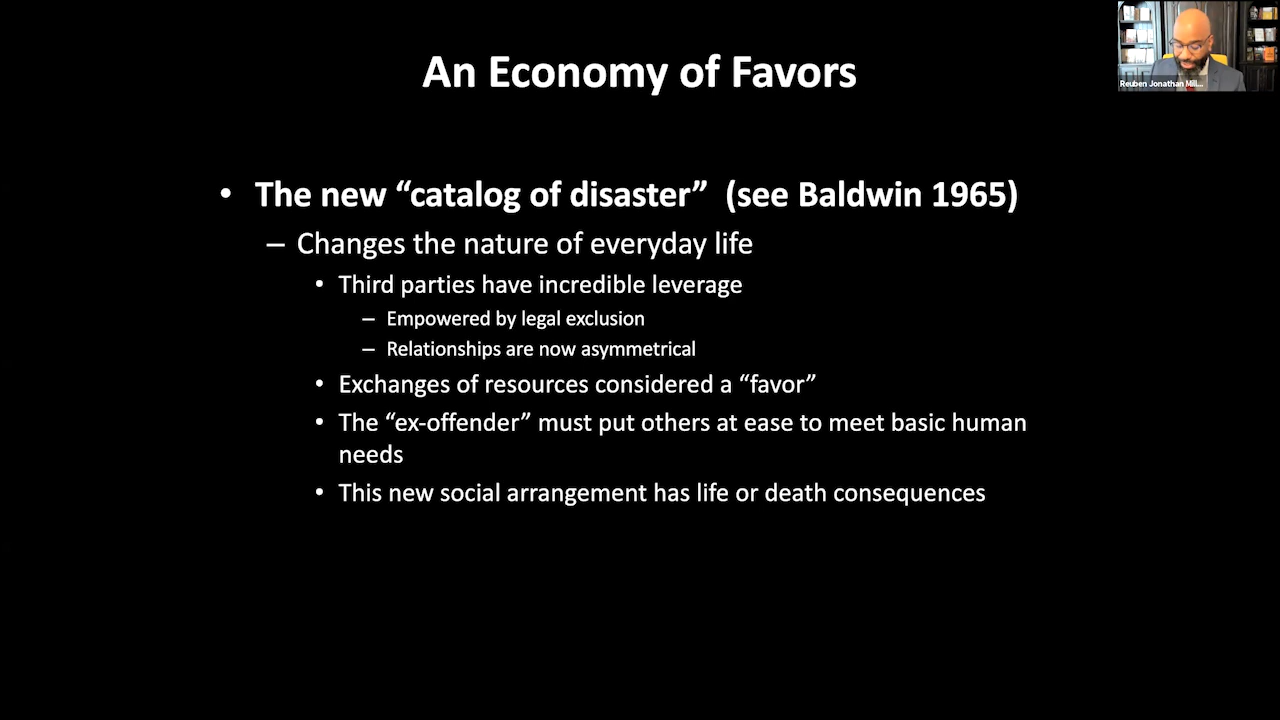 An Economy of Favors
Reuben Jonathan Mill...
• The new “catalog of disaster”  (see Baldwin 1965)
– Changes the nature of everyday life
• Third parties have incredible leverage
– Empowered by legal exclusion
– Relationships are now asymmetrical
• Exchanges of resources considered a “favor”
• The “ex-offender” must put others at ease to meet basic human
needs
• This new social arrangement has life or death consequences